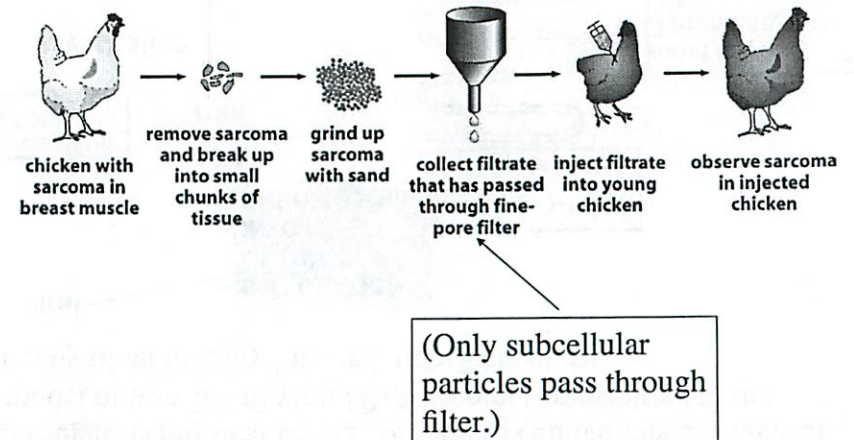 chicken with
sarcoma in
breast muscle
remove sarcoma
and break up
into small
chunks of
tissue
grind up
sarcoma
with sand
collect filtrate
that has passed
through fine-
pore filter
inject filtrate
into young
chicken
observe sarcoma
in injected
chicken
(Only subcellular
particles pass through
filter.)